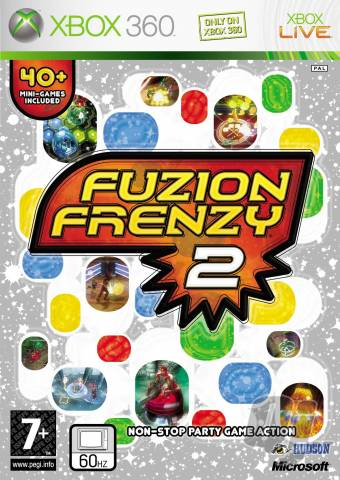 XBOX 360
ONLY ON
XBOX 360
XBOX
LIVE
40+
MINI-GAMES
INCLUDED
PAL
FUZION
FRENZY
2
7+
www.pegi.info
60HZ
NON-STOP PARTY GAME ACTION
HUDSON
Microsoft